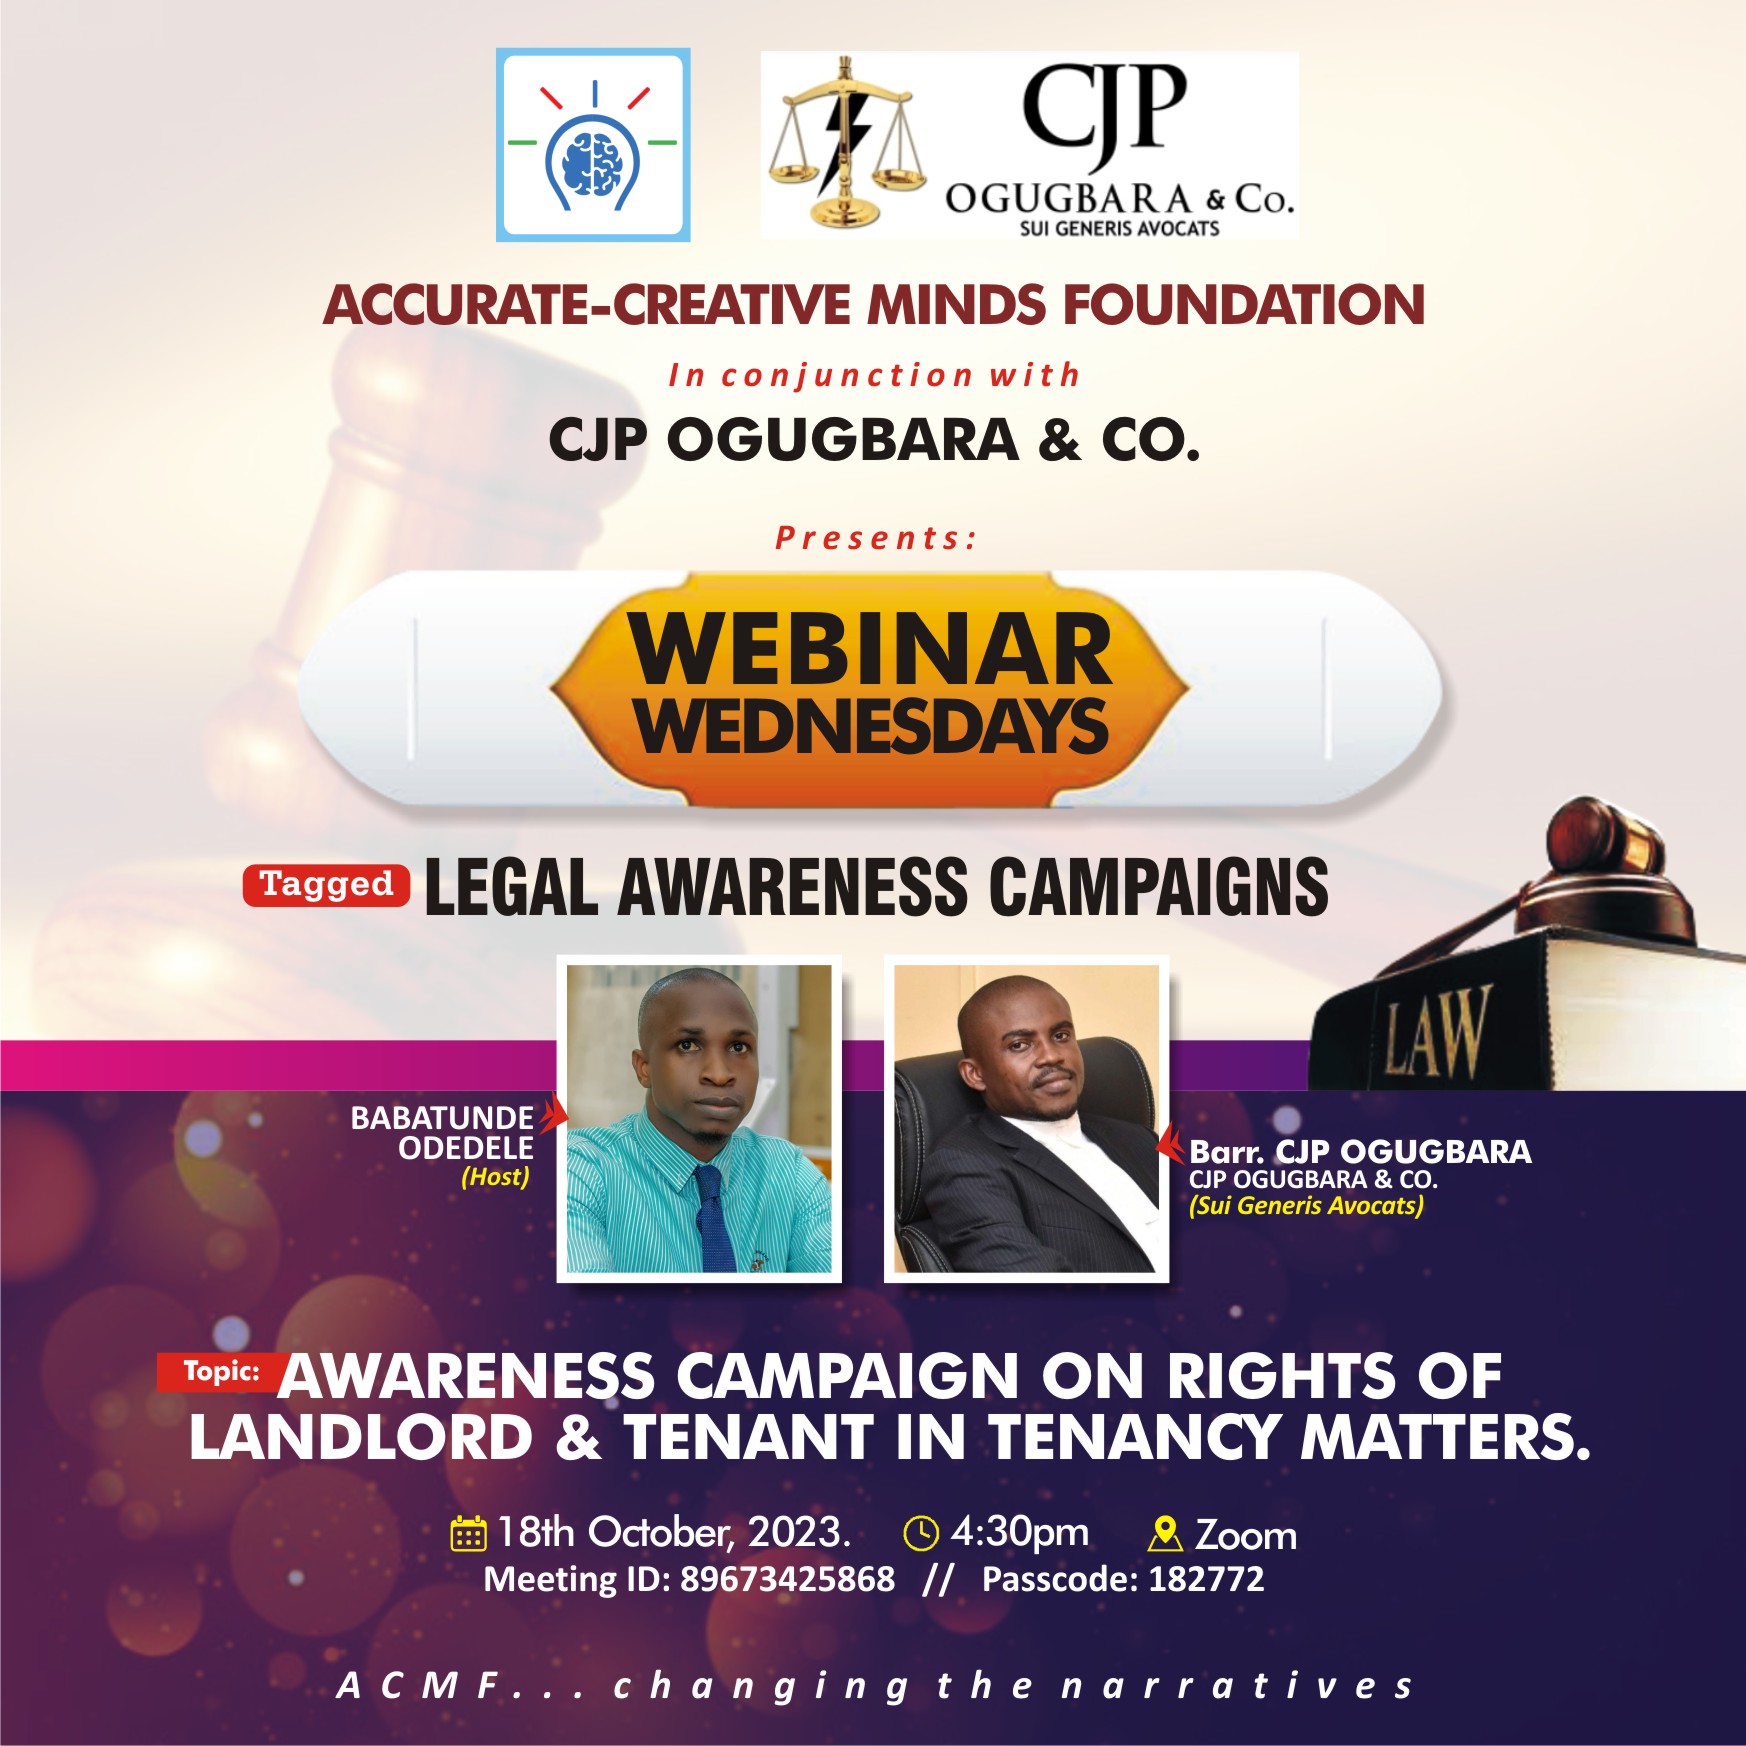 CJP
OGUGBARA & Co.
SUI GENERIS AVOCATS
ACCURATE-CREATIVE MINDS FOUNDATION
In conjunction with
CJP OGUGBARA & CO.
Presents:
WEBINAR
WEDNESDAYS
Tagged LEGAL AWARENESS CAMPAIGNS
LAW
BABATUNDE
ODEDELE
(Host)
Barr. CJP OGUGBARA
CJP OGUGBARA & CO.
(Sui Generis Avocats)
Topic: AWARENESS CAMPAIGN ON RIGHTS OF
LANDLORD & TENANT IN TENANCY MATTERS.
18th October, 2023. 4:30pm Zoom
Meeting ID: 89673425868 // Passcode: 182772
ACMF... changing the narratives